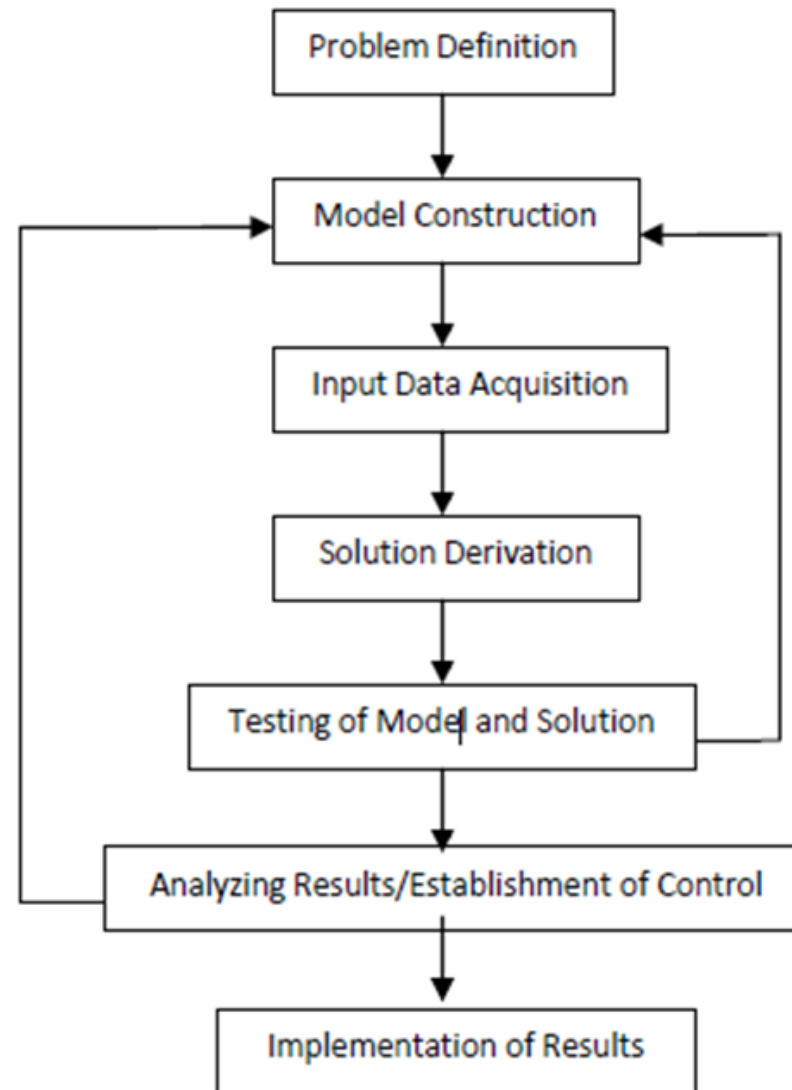 Problem Definition
Model Construction
Input Data Acquisition
Solution Derivation
Testing of Model and Solution
Analyzing Results/Establishment of Control
Implementation of Results